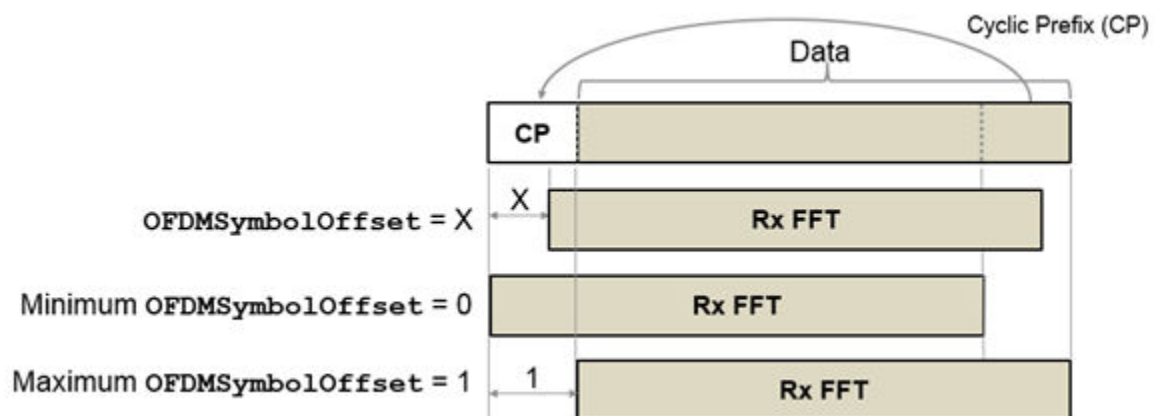 Cyclic Prefix (CP)
Data
CP
X
OFDMSymbolOffset = X
Rx FFT
Minimum OFDMSymbolOffset = 0
Rx FFT
Maximum OFDMSymbolOffset = 1
1
Rx FFT